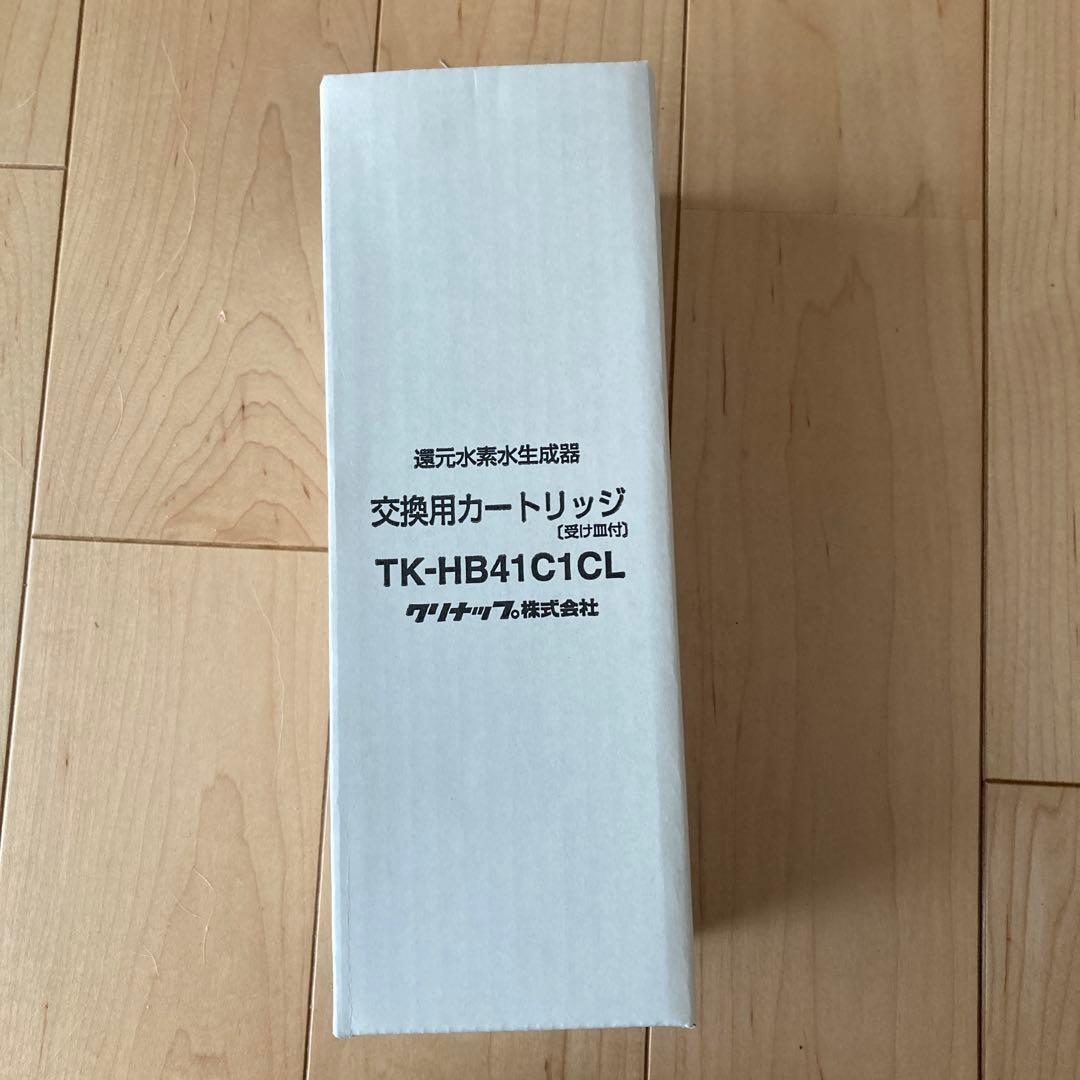 還元水素水生成器
交換用カートリッジ
〔受け皿付〕
TK-HB41C1CL
クリナップ。株式会社